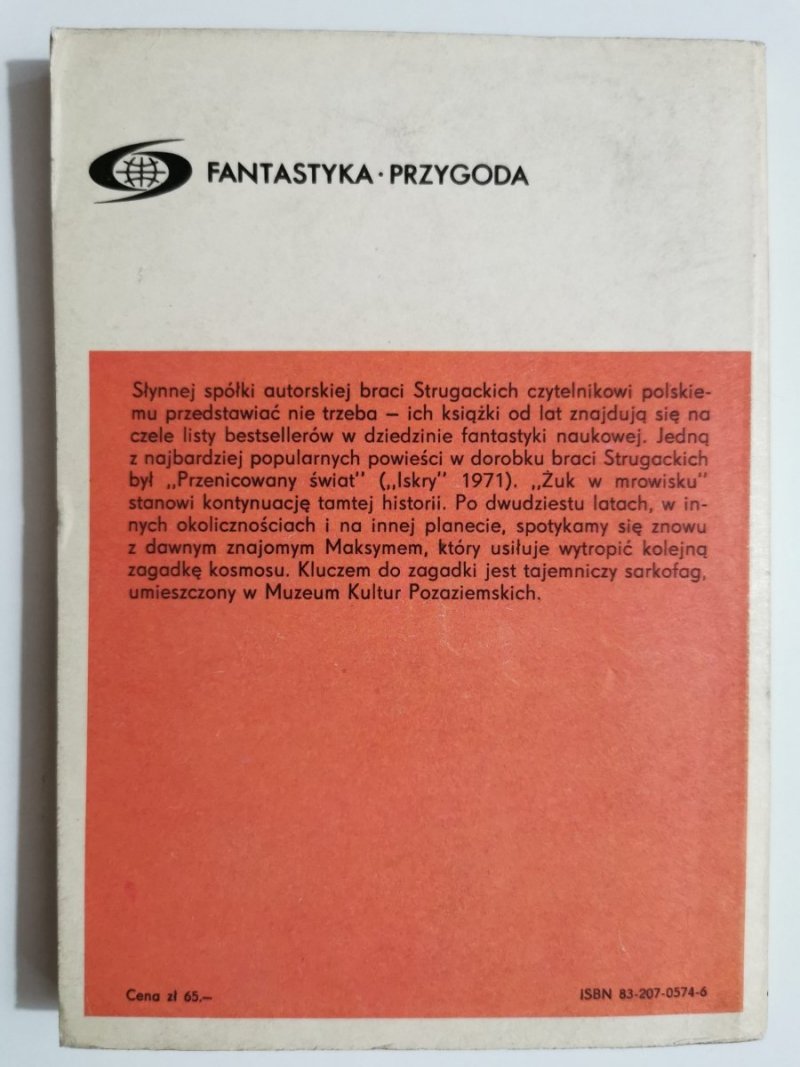 FANTASTYKA · PRZYGODA
Słynnej spółki autorskiej braci Strugackich czytelnikowi polskie-
mu przedstawiać nie trzeba – ich książki od lat znajdują się na
czele listy bestsellerów w dziedzinie fantastyki naukowej. Jedną
z najbardziej popularnych powieści w dorobku braci Strugackich
był „Przenicowany świat” („Iskry” 1971). „Żuk w mrowisku”
stanowi kontynuację tamtej historii. Po dwudziestu latach, w in-
nych okolicznościach i na innej planecie, spotykamy się znowu
z dawnym znajomym Maksymem, który usiłuje wytropić kolejną
zagadkę kosmosu. Kluczem do zagadki jest tajemniczy sarkofag,
umieszczony w Muzeum Kultur Pozaziemskich.
Cena zł 65.–
ISBN 83-207-0574-6